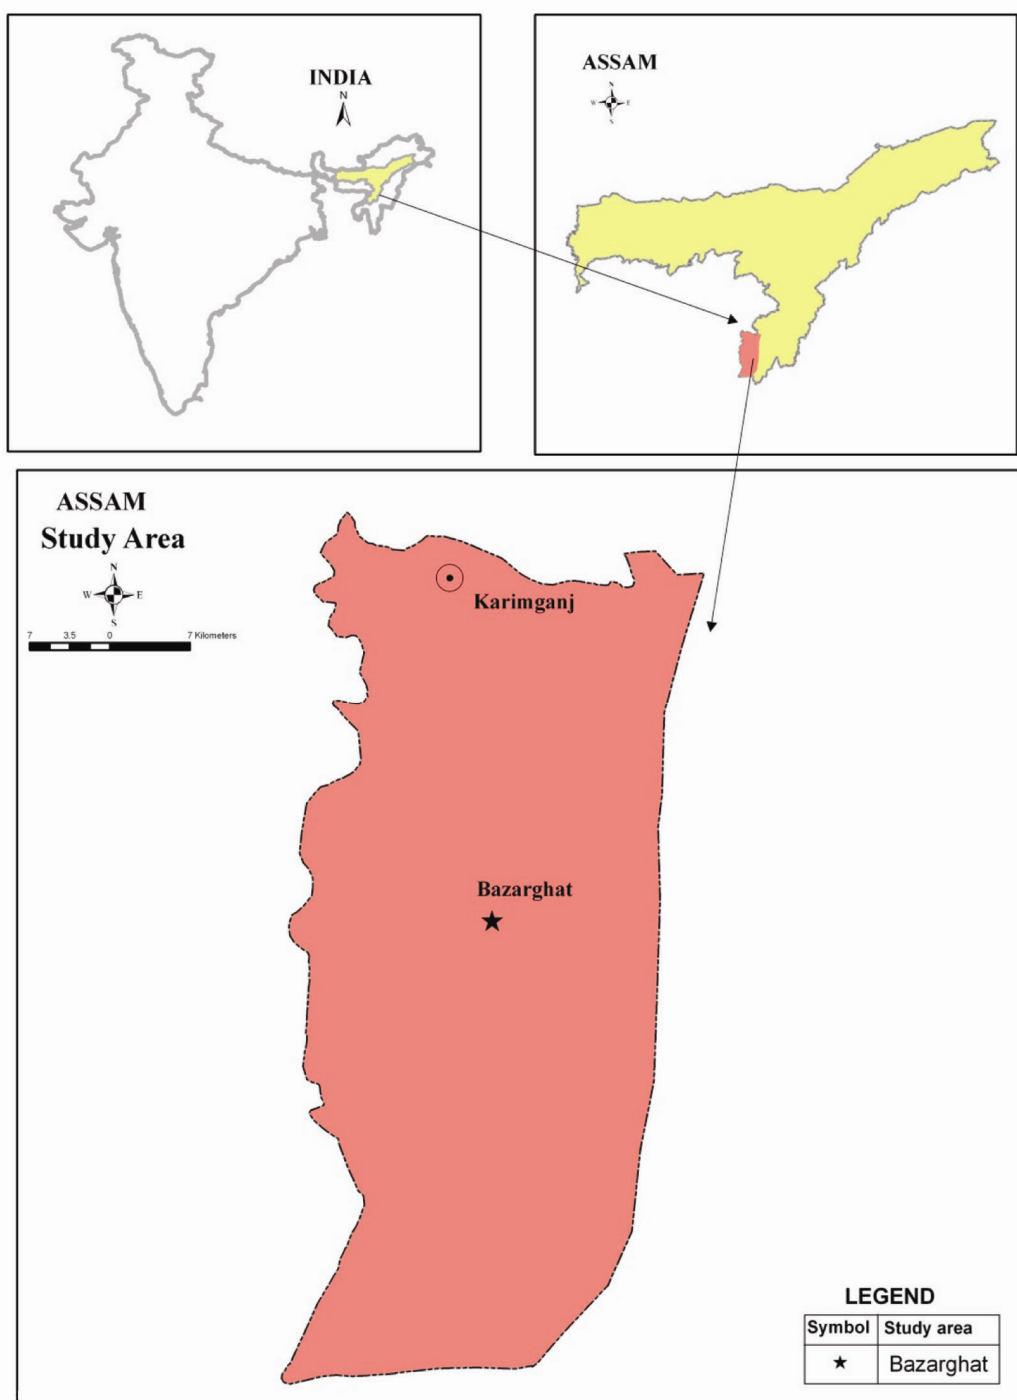 INDIA
N
ASSAM
N
W E
S
ASSAM
Study Area
N
W E
S
7 3.5 0 7 Kilometers
Karimganj
Bazarghat
LEGEND
Symbol Study area
★ Bazarghat